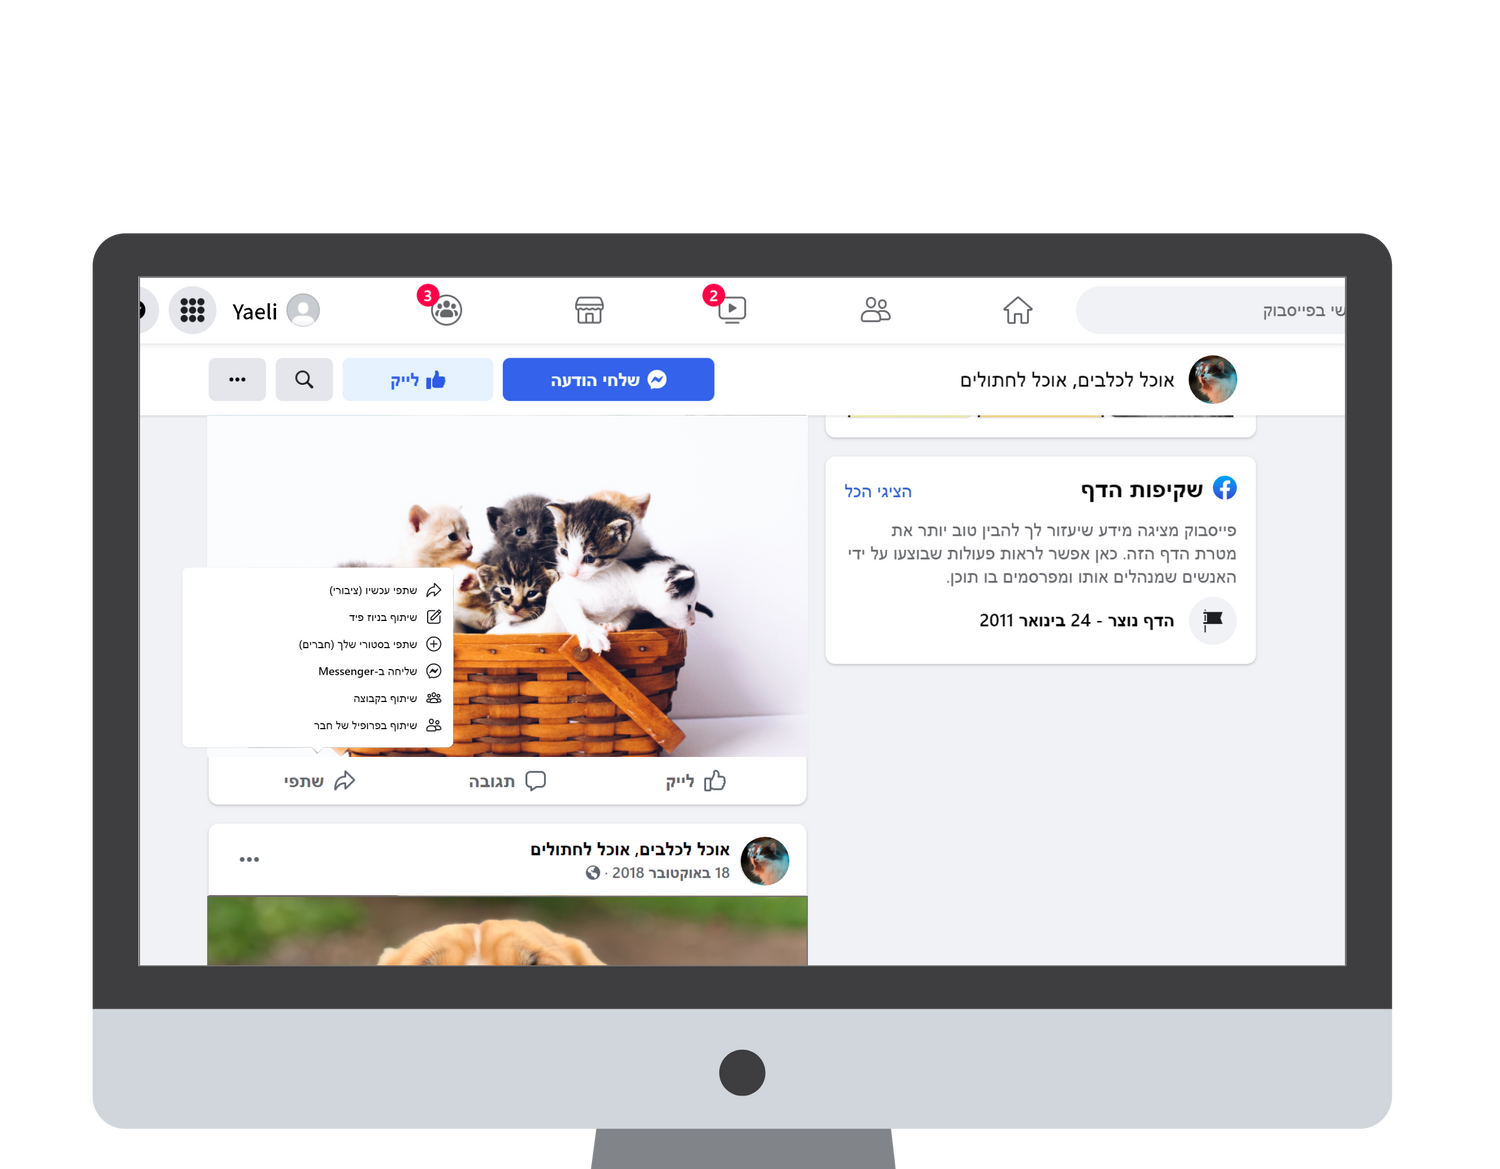 שי בפייסבוק
2
3
Yaeli
אוכל לכלבים, אוכל לחתולים
שלחי הודעה
לייק
שקיפות הדף
הציגי הכל
פייסבוק מציגה מידע שיעזור לך להבין טוב יותר את
מטרת הדף הזה. כאן אפשר לראות פעולות שבוצעו על ידי
האנשים שמנהלים אותו ומפרסמים בו תוכן.
הדף נוצר - 24 בינואר 2011
שתפי עכשיו (ציבורי)
שיתוף בניוז פיד
שתפי בסטורי שלך (חברים)
שליחה ב-Messenger
שיתוף בקבוצה
שיתוף בפרופיל של חבר
לייק
תגובה
שתפי
אוכל לכלבים, אוכל לחתולים
18 באוקטובר 2018 ·